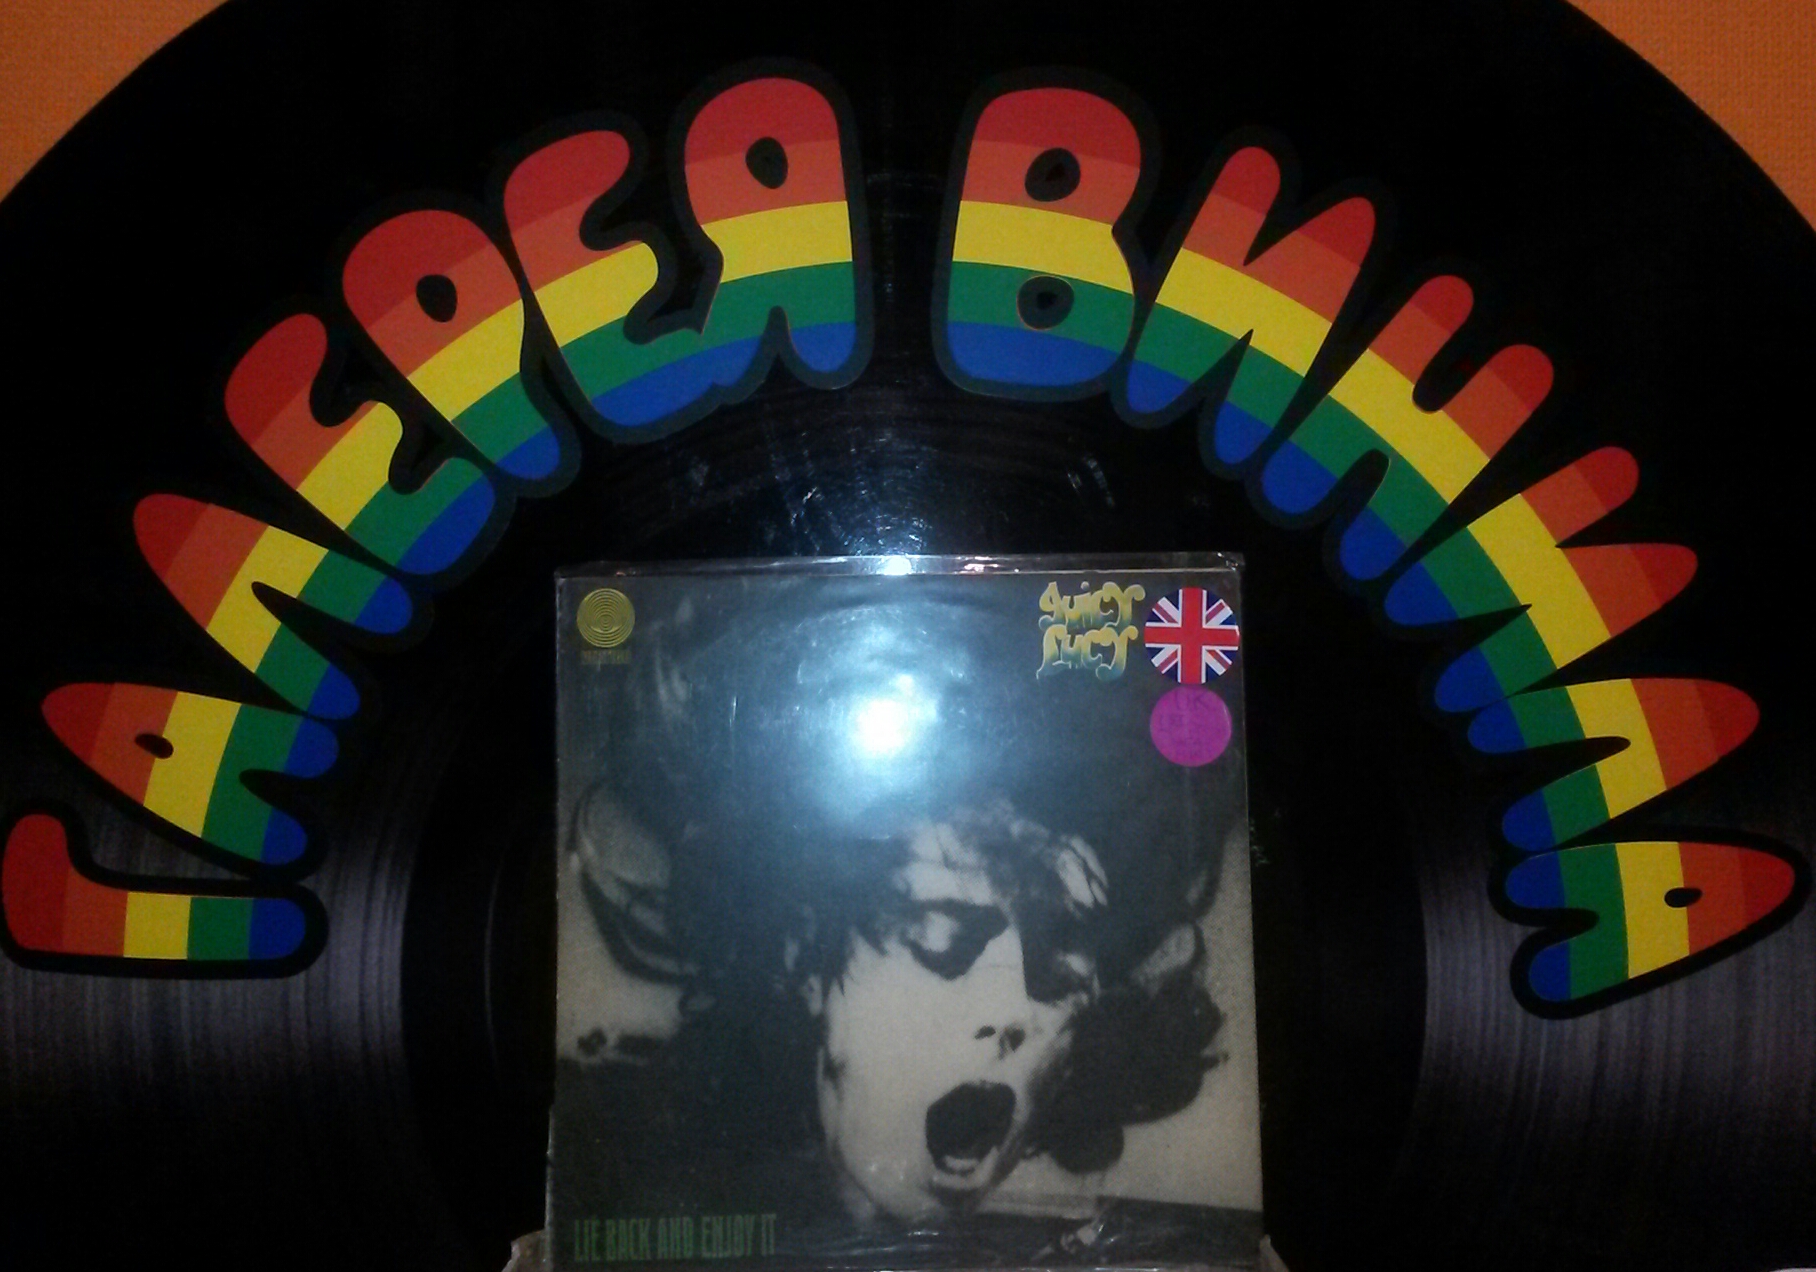 ГАЛЕРЕЯ ВИНИЛА
Juicy
Lucy
LIE BACK AND ENJOY IT